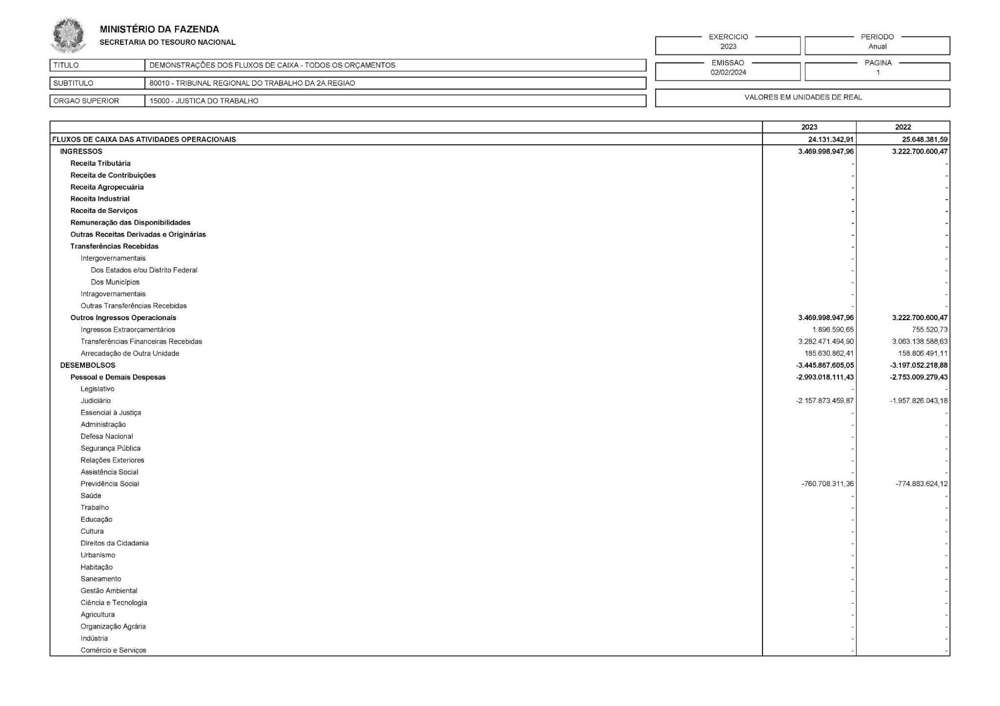 MINISTÉRIO DA FAZENDA
SECRETARIA DO TESOURO NACIONAL
EXERCICIO
2023
PERIODO
Anual
TITULO DEMONSTRAÇÕES DOS FLUXOS DE CAIXA - TODOS OS ORÇAMENTOS
EMISSAO
02/02/2024
PAGINA
1
SUBTITULO 80010 - TRIBUNAL REGIONAL DO TRABALHO DA 2A.REGIAO
ORGAO SUPERIOR 15000 - JUSTICA DO TRABALHO
VALORES EM UNIDADES DE REAL
2023 2022
FLUXOS DE CAIXA DAS ATIVIDADES OPERACIONAIS 24.131.342,91 25.648.381,59
INGRESSOS 3.469.998.947,96 3.222.700.600,47
Receita Tributária - -
Receita de Contribuições - -
Receita Agropecuária - -
Receita Industrial - -
Receita de Serviços - -
Remuneração das Disponibilidades - -
Outras Receitas Derivadas e Originárias - -
Transferências Recebidas - -
Intergovernamentais - -
Dos Estados e/ou Distrito Federal - -
Dos Municípios - -
Intragovernamentais - -
Outras Transferências Recebidas - -
Outros Ingressos Operacionais 3.469.998.947,96 3.222.700.600,47
Ingressos Extraorçamentários 1.896.590,65 755.520,73
Transferências Financeiras Recebidas 3.282.471.494,90 3.063.138.588,63
Arrecadação de Outra Unidade 185.630.862,41 158.806.491,11
DESEMBOLSOS -3.445.867.605,05 -3.197.052.218,88
Pessoal e Demais Despesas -2.993.018.111,43 -2.753.009.279,43
Legislativo - -
Judiciário -2.157.873.459,87 -1.957.826.043,18
Essencial à Justiça - -
Administração - -
Defesa Nacional - -
Segurança Pública - -
Relações Exteriores - -
Assistência Social - -
Previdência Social -760.708.311,36 -774.883.624,12
Saúde - -
Trabalho - -
Educação - -
Cultura - -
Direitos da Cidadania - -
Urbanismo - -
Habitação - -
Saneamento - -
Gestão Ambiental - -
Ciência e Tecnologia - -
Agricultura - -
Organização Agrária - -
Indústria - -
Comércio e Serviços - -